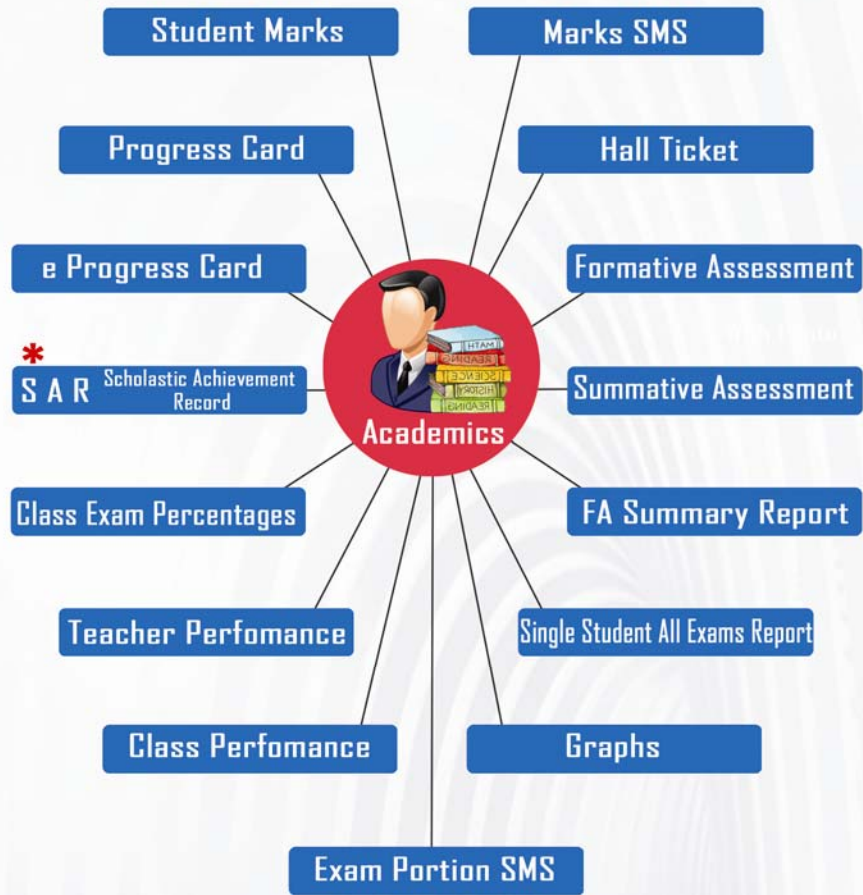 Student Marks
Marks SMS
Progress Card
Hall Ticket
e Progress Card
Formative Assessment
*
S A R Scholastic Achievement
Record
Summative Assessment
MATH
READING
SCIENCE
HISTORY
READING
Academics
Class Exam Percentages
FA Summary Report
Teacher Perfomance
Single Student All Exams Report
Class Perfomance
Graphs
Exam Portion SMS